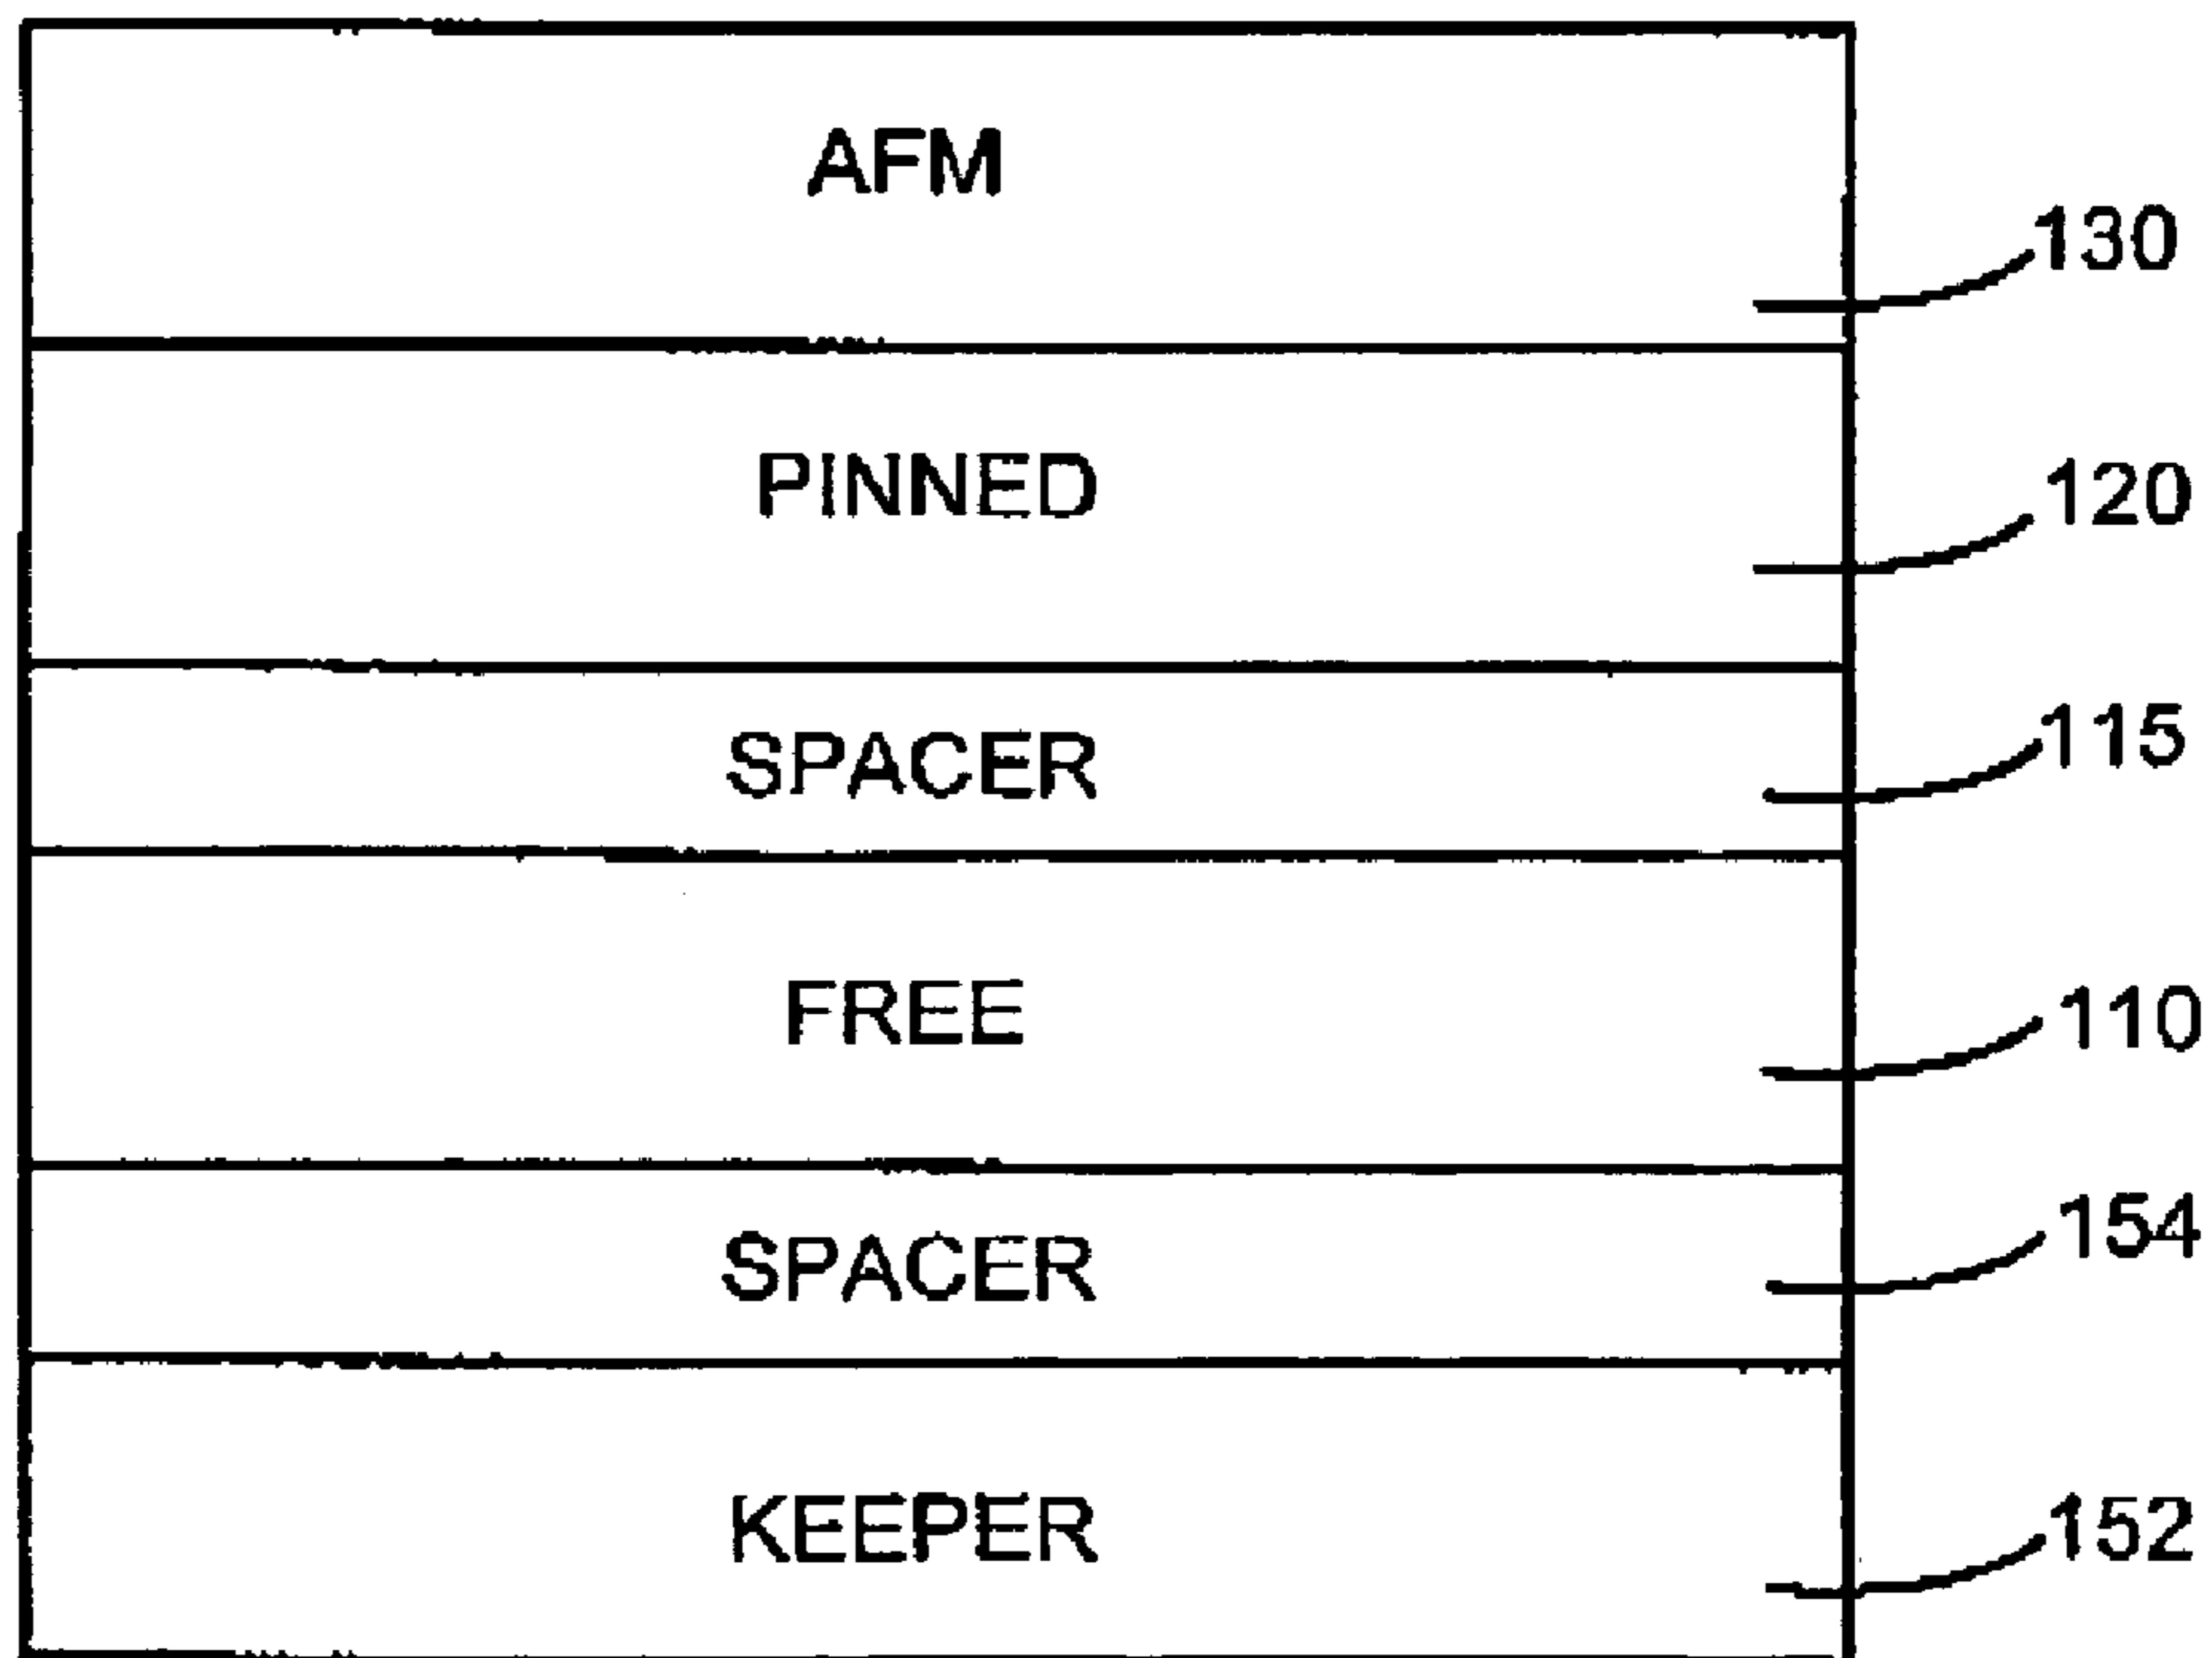 AFM
130
PINNED
120
SPACER
115
FREE
110
SPACER
154
KEEPER
152